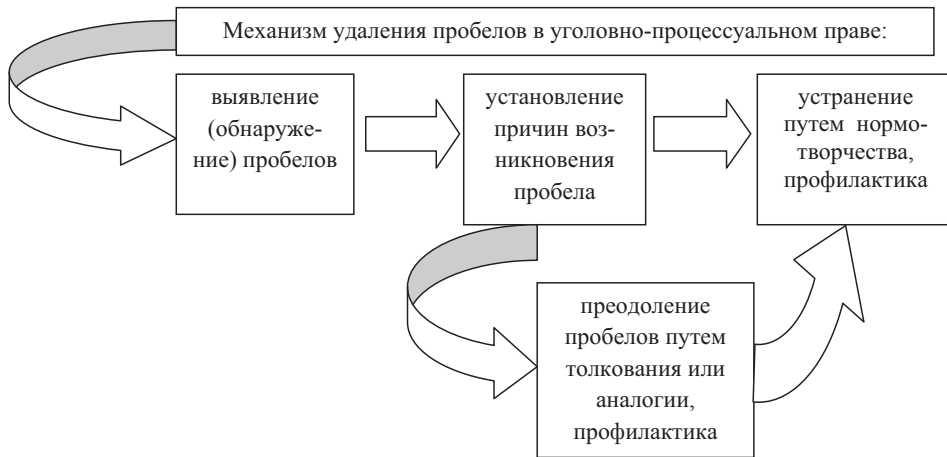 Механизм удаления пробелов в уголовно-процессуальном праве:
выявление
(обнаруже-
ние) пробелов
установление
причин воз-
никновения
пробела
устранение
путем нормо-
творчества,
профилактика
преодоление
пробелов путем
толкования или
аналогии,
профилактика